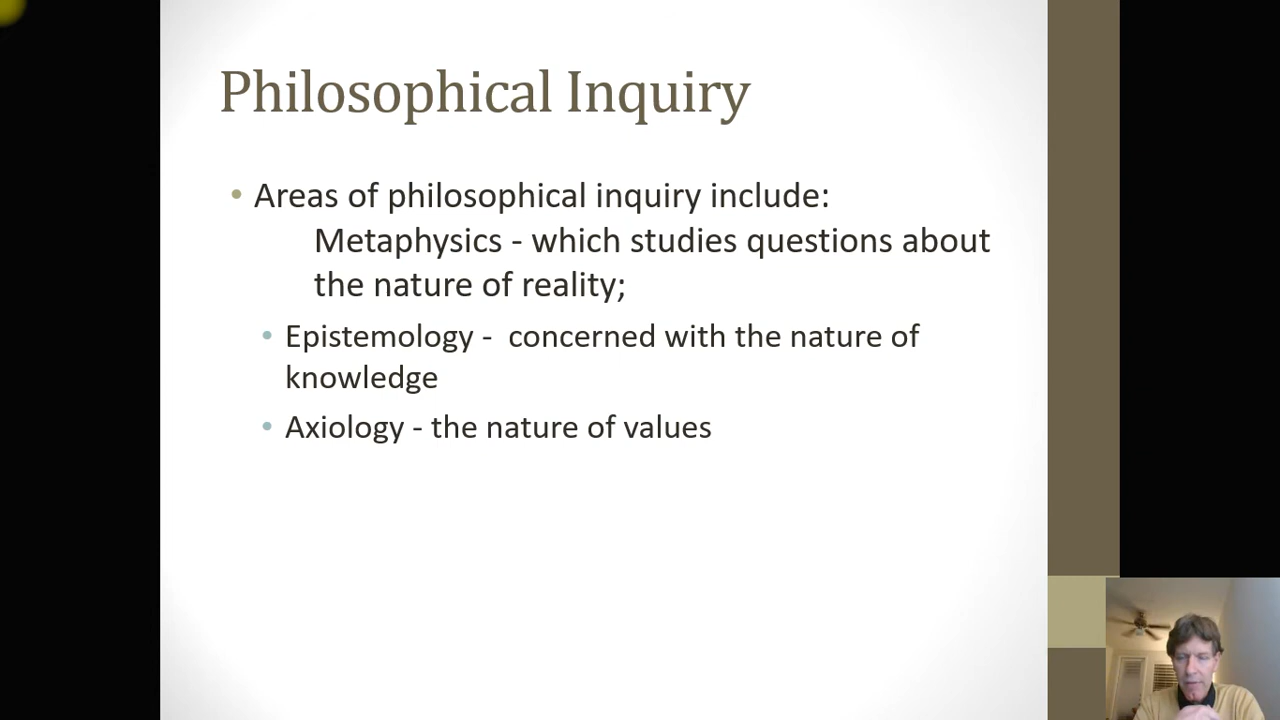 Philosophical Inquiry
• Areas of philosophical inquiry include:
Metaphysics - which studies questions about
the nature of reality;
• Epistemology -  concerned with the nature of
knowledge
• Axiology - the nature of values